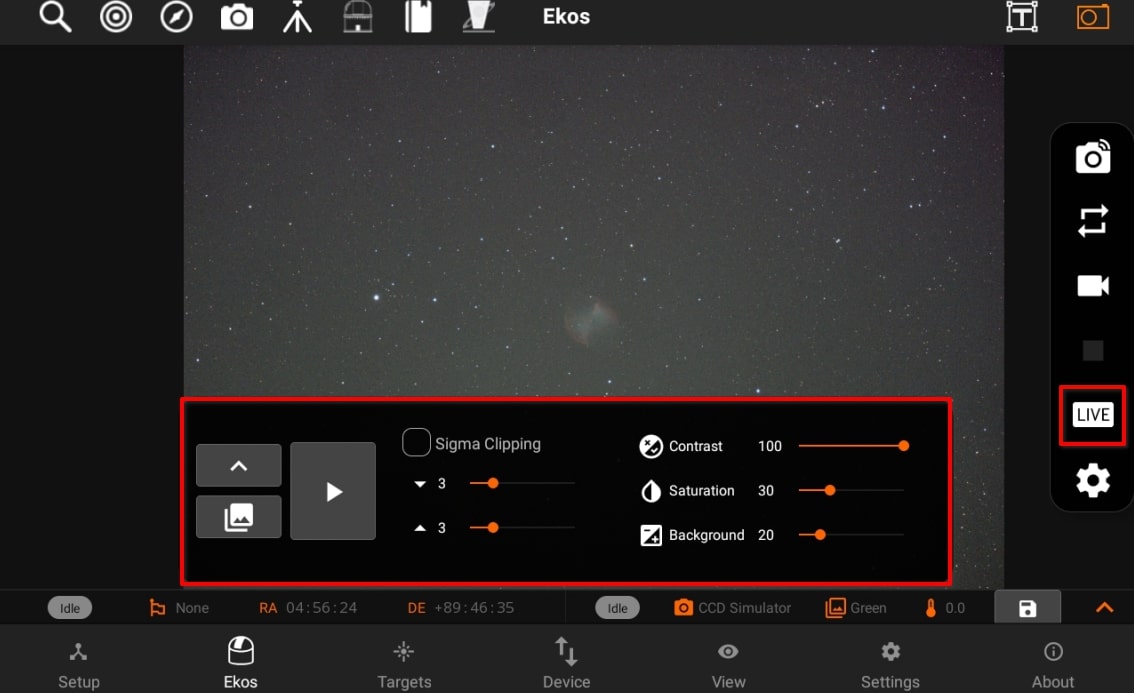 Ekos
T
LIVE
Sigma Clipping
3
3
Contrast 100
Saturation 30
Background 20
Idle None RA 04:56:24 DE +89:46:35 Idle CCD Simulator Green 0.0
Setup Ekos Targets Device View Settings About